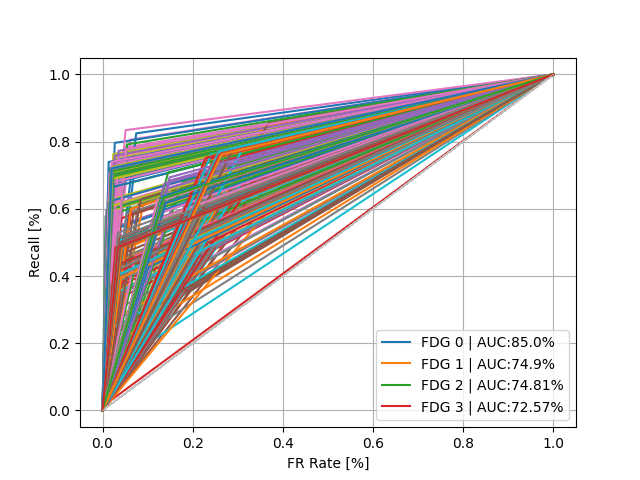 1.0
0.8
0.6
0.4
0.2
0.0
Recall [%]
0.0 0.2 0.4 0.6 0.8 1.0
FR Rate [%]
FDG 0 | AUC:85.0%
FDG 1 | AUC:74.9%
FDG 2 | AUC:74.81%
FDG 3 | AUC:72.57%